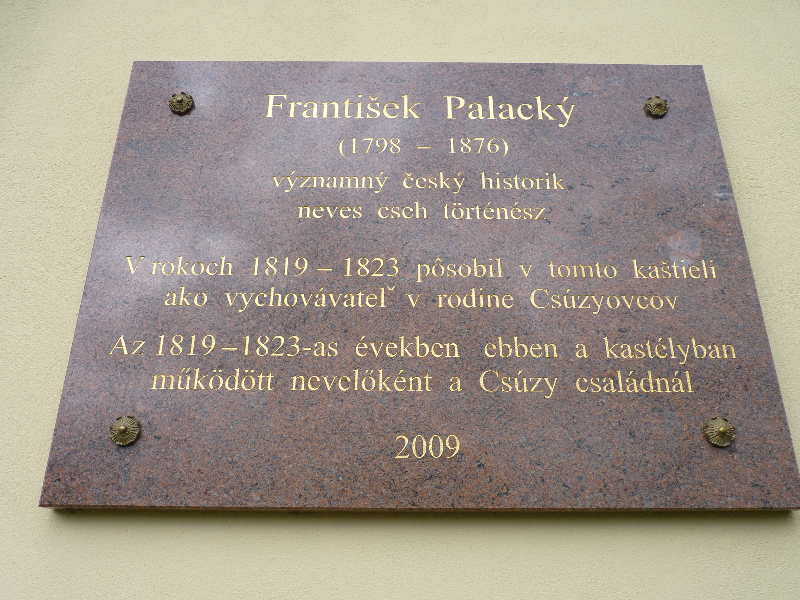 František Palacký
(1798 – 1876)
významný český historik
neves cseh történész
V rokoch 1819 – 1823 pôsobil v tomto kaštieli
ako vychovávateľ v rodine Csúzyovcov
Az 1819–1823-as években ebben a kastélyban
működött nevelőként a Csúzy családnál
2009